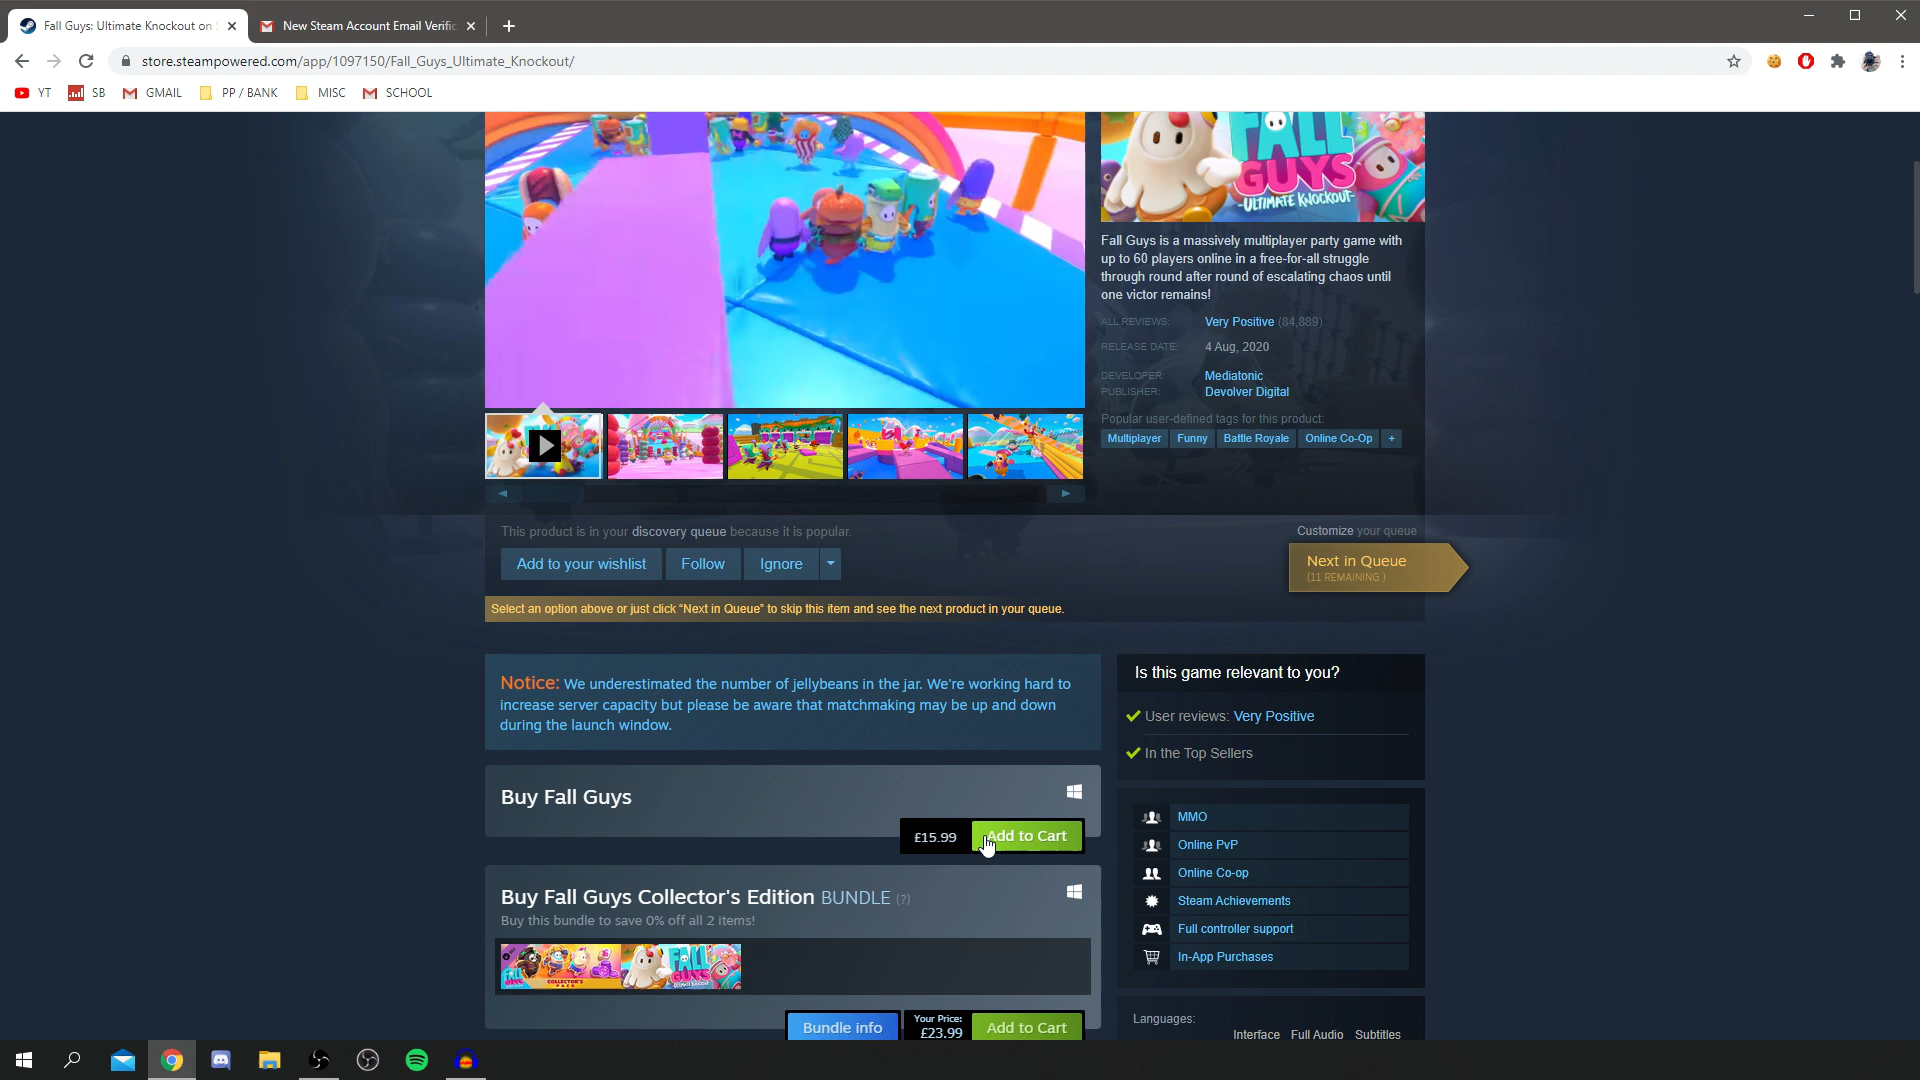 Fall Guys: Ultimate Knockout on
New Steam Account Email Verific
store.steampowered.com/app/1097150/Fall_Guys_Ultimate_Knockout/
YT
SB
GMAIL
PP / BANK
MISC
SCHOOL
FALL
GUYS
-ULTIMATE KNOCKOUT-
Fall Guys is a massively multiplayer party game with
up to 60 players online in a free-for-all struggle
through round after round of escalating chaos until
one victor remains!
ALL REVIEWS: Very Positive (84,889)
RELEASE DATE: 4 Aug, 2020
DEVELOPER: Mediatonic
PUBLISHER: Devolver Digital
Popular user-defined tags for this product:
Multiplayer Funny Battle Royale Online Co-Op +
This product is in your discovery queue because it is popular.
Customize your queue
Add to your wishlist
Follow
Ignore
Next in Queue
(11 REMAINING )
Select an option above or just click "Next in Queue" to skip this item and see the next product in your queue.
Notice: We underestimated the number of jellybeans in the jar. We're working hard to
increase server capacity but please be aware that matchmaking may be up and down
during the launch window.
Is this game relevant to you?
User reviews: Very Positive
In the Top Sellers
Buy Fall Guys
£15.99
Add to Cart
MMO
Online PvP
Online Co-op
Steam Achievements
Full controller support
In-App Purchases
Buy Fall Guys Collector's Edition BUNDLE (?)
Buy this bundle to save 0% off all 2 items!
COLLECTOR'S
PACK
FALL
GUYS
Bundle info
Your Price:
£23.99
Add to Cart
Languages:
Interface Full Audio Subtitles